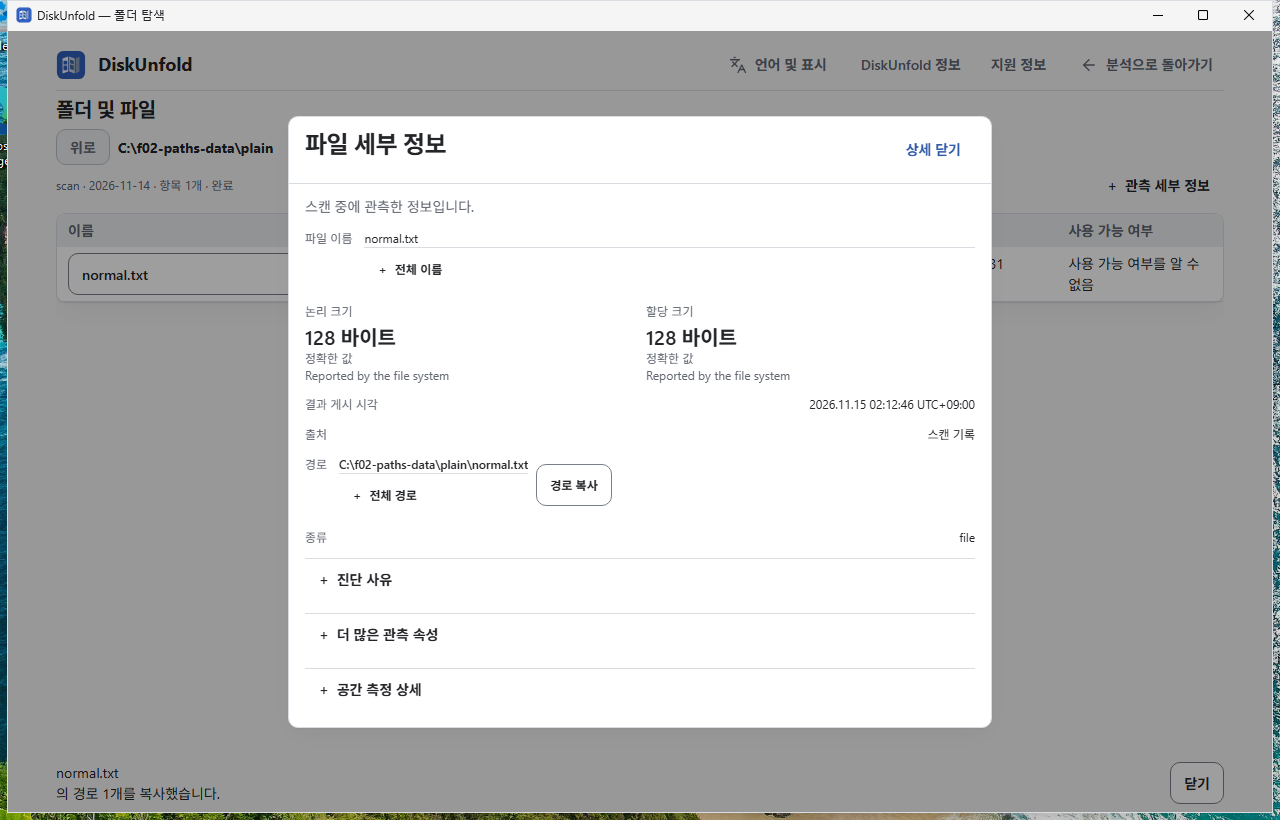 DiskUnfold — 폴더 탐색
DiskUnfold
언어 및 표시
DiskUnfold 정보
지원 정보
← 분석으로 돌아가기
폴더 및 파일
위로
C:\f02-paths-data\plain
scan · 2026-11-14 · 항목 1개 · 완료
+ 관측 세부 정보
이름
사용 가능 여부
normal.txt
31
사용 가능 여부를 알 수
없음
파일 세부 정보
상세 닫기
스캔 중에 관측한 정보입니다.
파일 이름 normal.txt
+ 전체 이름
논리 크기
128 바이트
정확한 값
Reported by the file system
할당 크기
128 바이트
정확한 값
Reported by the file system
결과 게시 시각 2026.11.15 02:12:46 UTC+09:00
출처 스캔 기록
경로 C:\f02-paths-data\plain\normal.txt
경로 복사
+ 전체 경로
종류 file
+ 진단 사유
+ 더 많은 관측 속성
+ 공간 측정 상세
normal.txt
의 경로 1개를 복사했습니다.
닫기